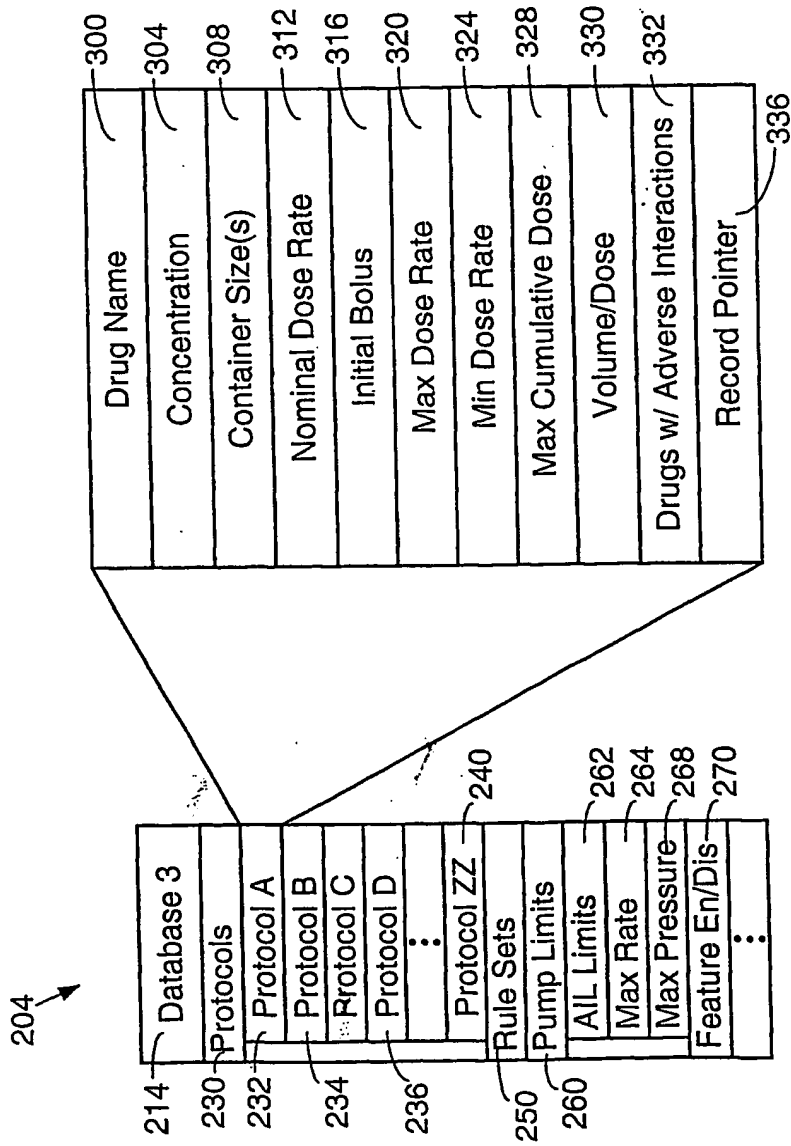 204
214
Database 3
230
Protocols
232
Protocol A
Protocol B
234
Protocol C
Protocol D
236
⋮
Protocol ZZ
240
Rule Sets
250
Pump Limits
260
AIL Limits
262
Max Rate
264
Max Pressure
268
Feature En/Dis
270
⋮
Drug Name
300
Concentration
304
Container Size(s)
308
Nominal Dose Rate
312
Initial Bolus
316
Max Dose Rate
320
Min Dose Rate
324
Max Cumulative Dose
328
Volume/Dose
330
Drugs w/ Adverse Interactions
332
Record Pointer
336